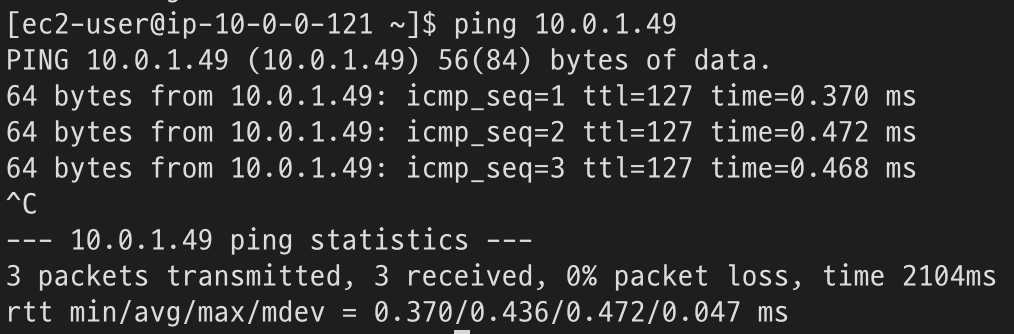 [ec2-user@ip-10-0-0-121 ~]$ ping 10.0.1.49
PING 10.0.1.49 (10.0.1.49) 56(84) bytes of data.
64 bytes from 10.0.1.49: icmp_seq=1 ttl=127 time=0.370 ms
64 bytes from 10.0.1.49: icmp_seq=2 ttl=127 time=0.472 ms
64 bytes from 10.0.1.49: icmp_seq=3 ttl=127 time=0.468 ms
^C
--- 10.0.1.49 ping statistics ---
3 packets transmitted, 3 received, 0% packet loss, time 2104ms
rtt min/avg/max/mdev = 0.370/0.436/0.472/0.047 ms